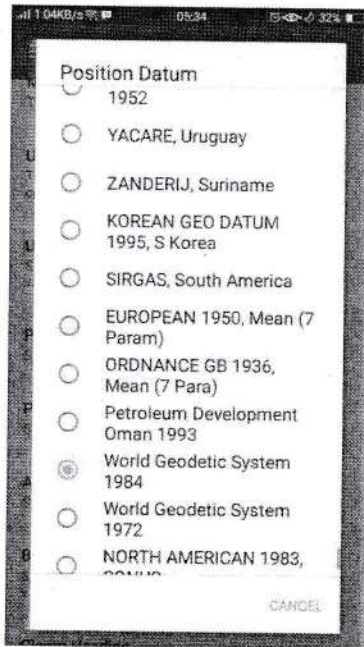 1.04KB/s 05:34 32%
Position Datum
1952
YACARE, Uruguay
ZANDERIJ, Suriname
KOREAN GEO DATUM
1995, S Korea
SIRGAS, South America
EUROPEAN 1950, Mean (7
Param)
ORDNANCE GB 1936,
Mean (7 Para)
Petroleum Development
Oman 1993
World Geodetic System
1984
World Geodetic System
1972
NORTH AMERICAN 1983,
CANCEL